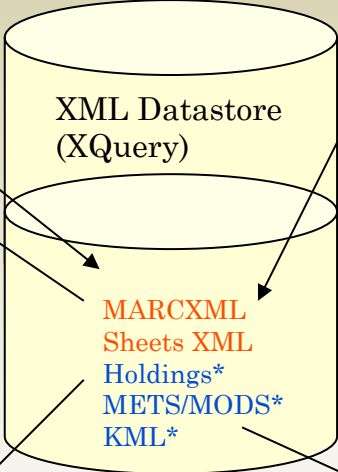 XML Datastore
(XQuery)
MARCXML
Sheets XML
Holdings*
METS/MODS*
KML*